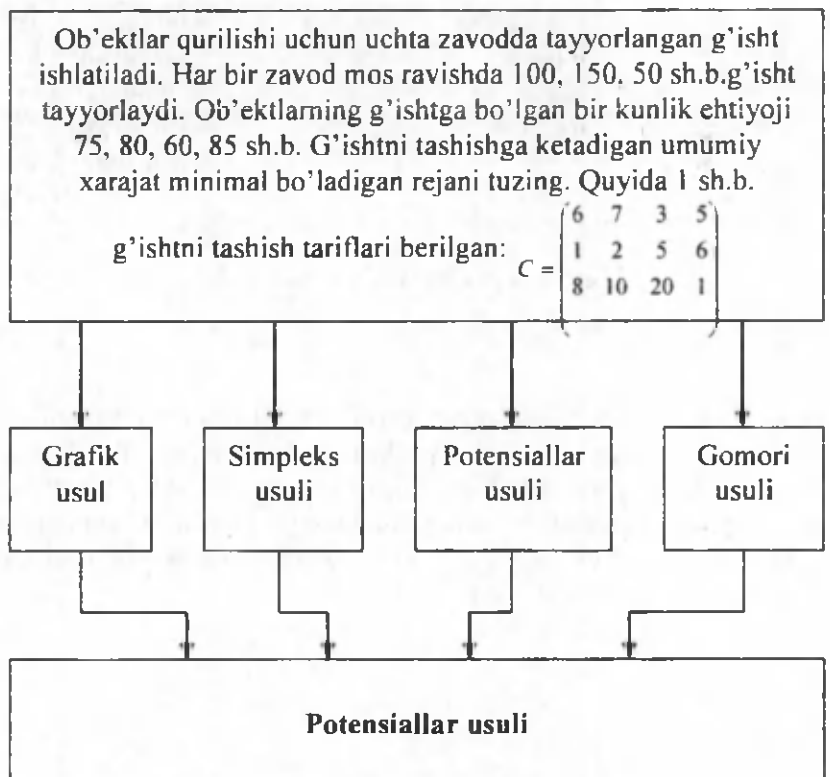 Ob'ektlar qurilishi uchun uchta zavodda tayyorlangan g'isht
ishlatiladi. Har bir zavod mos ravishda 100, 150, 50 sh.b.g'isht
tayyorlaydi. Ob'ektlarning g'ishtga bo'lgan bir kunlik ehtiyoji
75, 80, 60, 85 sh.b. G'ishtni tashishga ketadigan umumiy
xarajat minimal bo'ladigan rejani tuzing. Quyida 1 sh.b.
g'ishtni tashish tariflari berilgan: C =
6 7 3 5
1 2 5 6
8 10 20 1
Grafik
usul
Simpleks
usuli
Potensiallar
usuli
Gomori
usuli
Potensiallar usuli